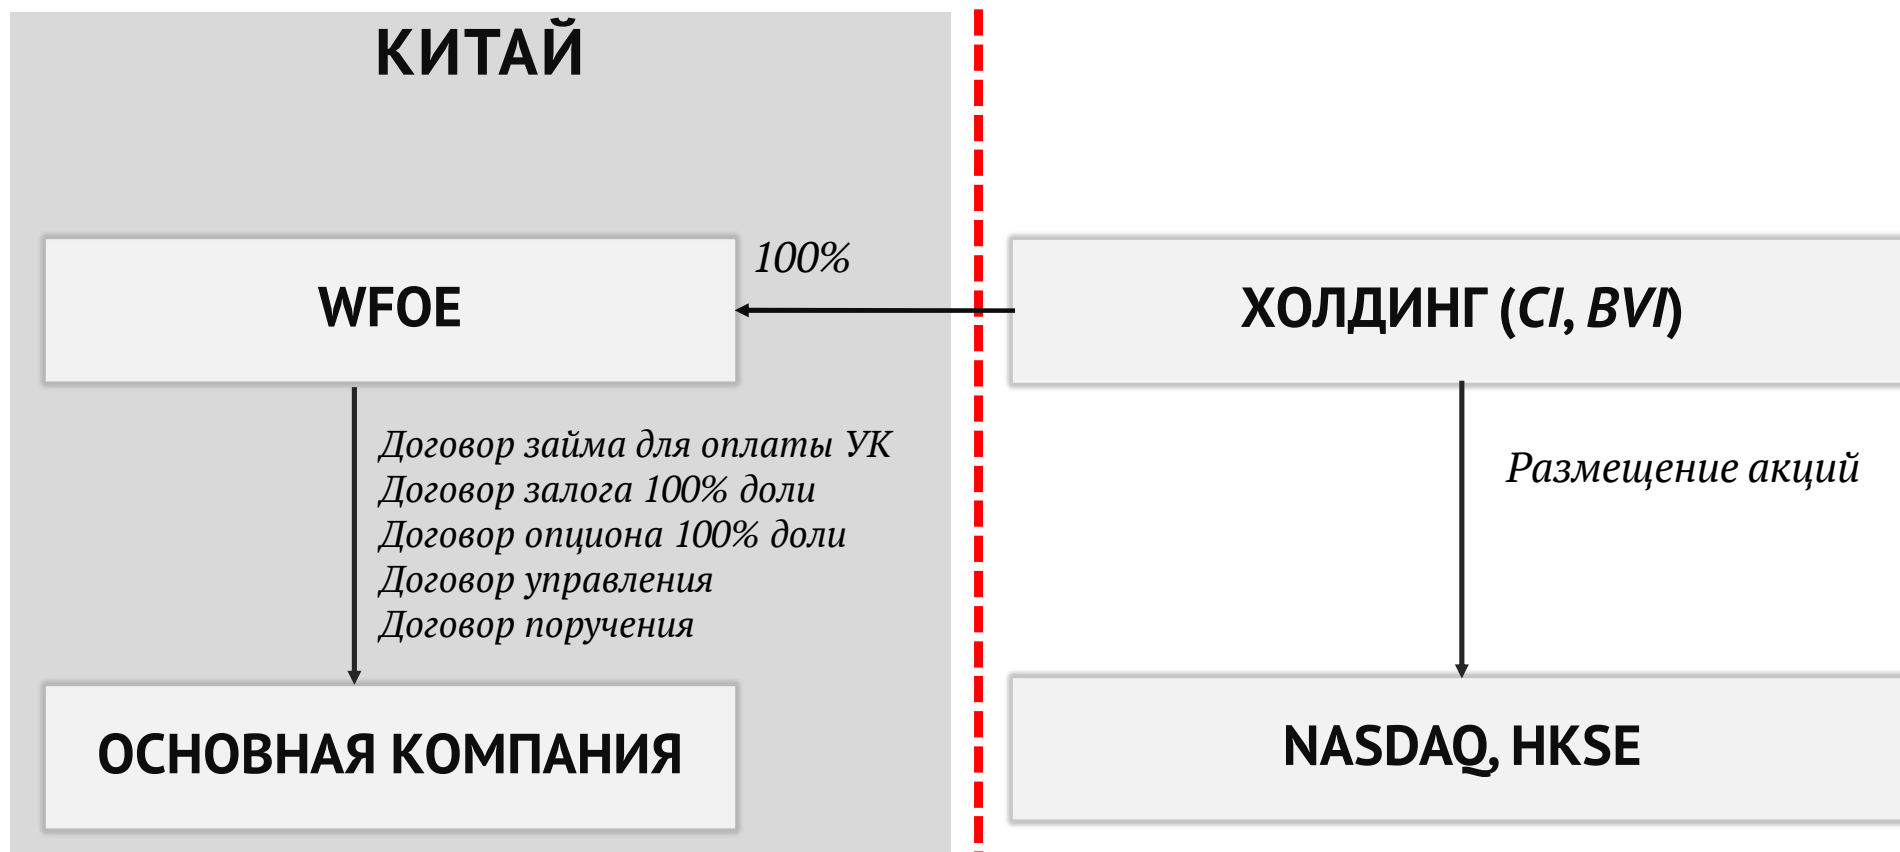 КИТАЙ
WFOE
100%
ХОЛДИНГ (CI, BVI)
Договор займа для оплаты УК
Договор залога 100% доли
Договор опциона 100% доли
Договор управления
Договор поручения
Размещение акций
ОСНОВНАЯ КОМПАНИЯ
NASDAQ, HKSE